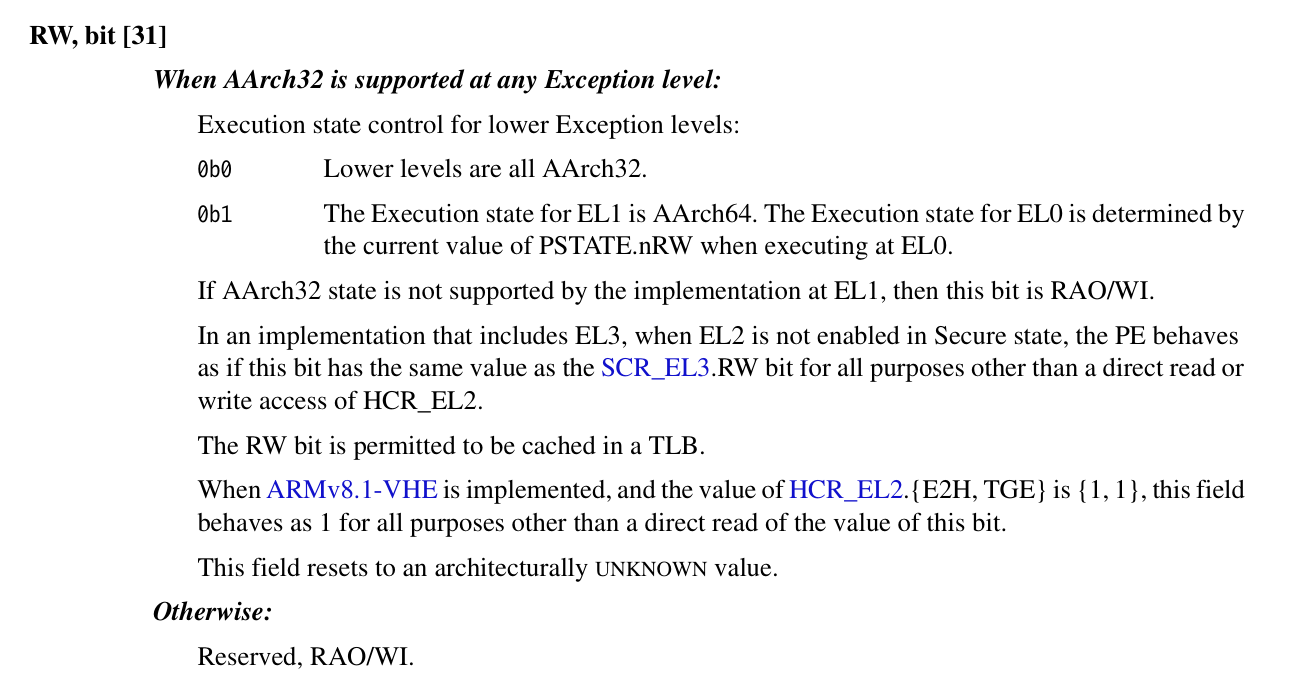 RW, bit [31]
When AArch32 is supported at any Exception level:
Execution state control for lower Exception levels:
0b0 Lower levels are all AArch32.
0b1 The Execution state for EL1 is AArch64. The Execution state for EL0 is determined by
the current value of PSTATE.nRW when executing at EL0.
If AArch32 state is not supported by the implementation at EL1, then this bit is RAO/WI.
In an implementation that includes EL3, when EL2 is not enabled in Secure state, the PE behaves
as if this bit has the same value as the SCR_EL3.RW bit for all purposes other than a direct read or
write access of HCR_EL2.
The RW bit is permitted to be cached in a TLB.
When ARMv8.1-VHE is implemented, and the value of HCR_EL2.{E2H, TGE} is {1, 1}, this field
behaves as 1 for all purposes other than a direct read of the value of this bit.
This field resets to an architecturally UNKNOWN value.
Otherwise:
Reserved, RAO/WI.